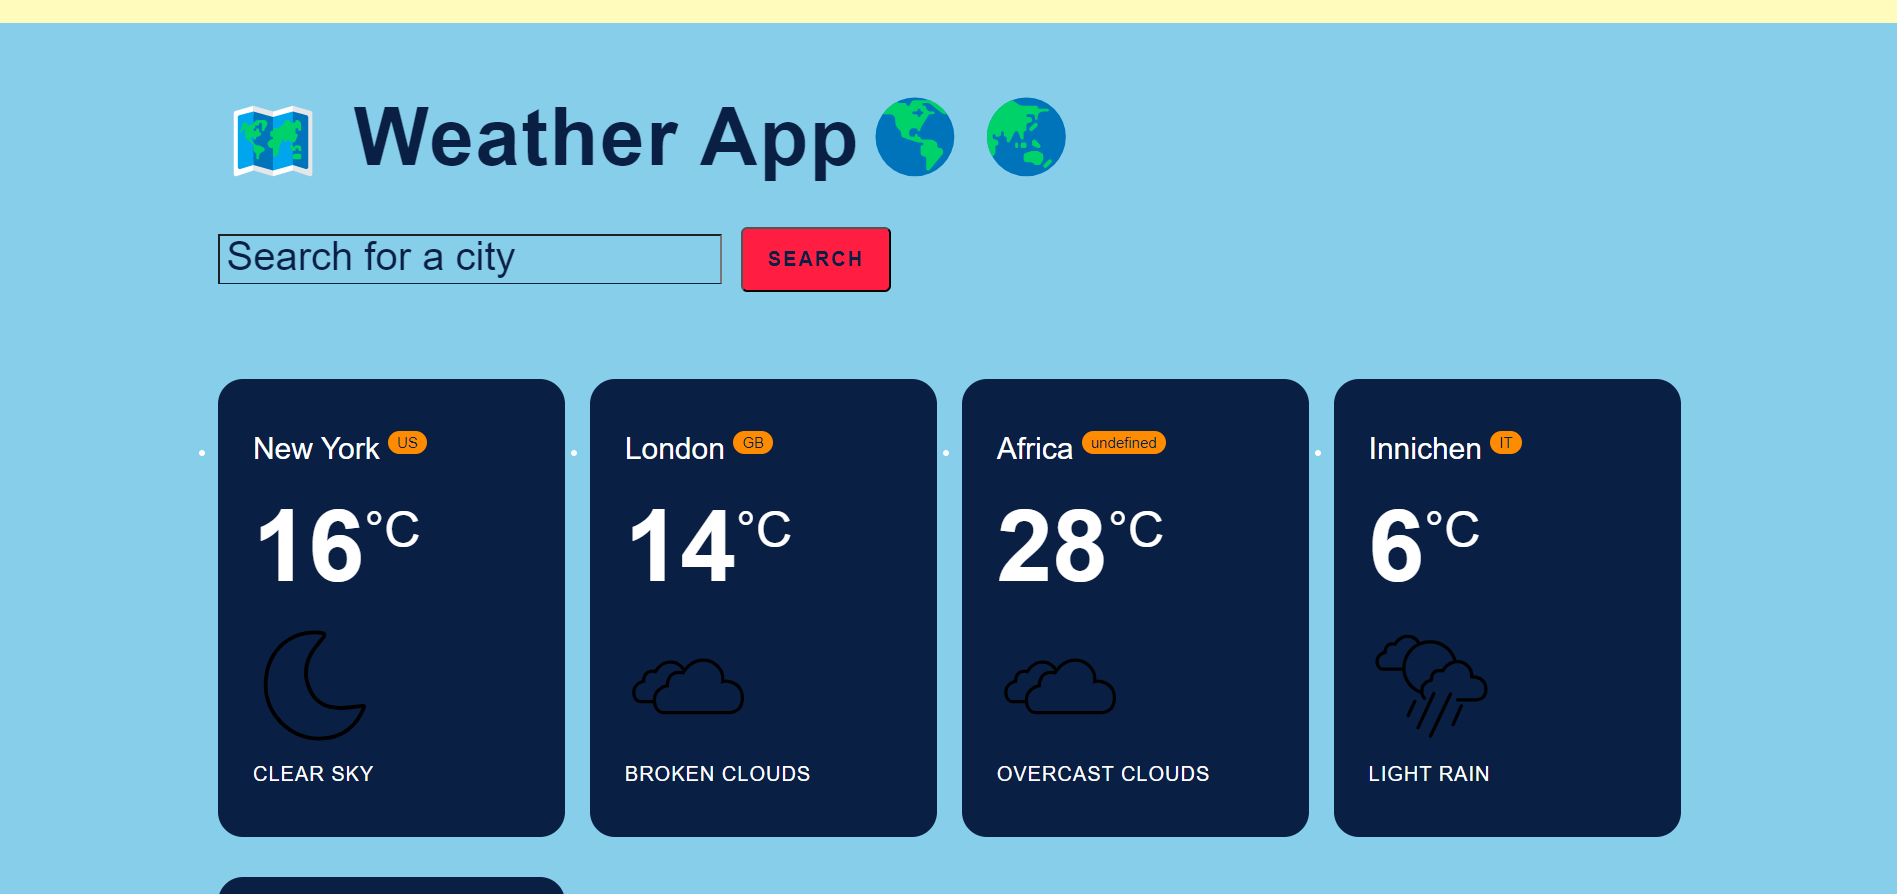 Weather App
Search for a city
SEARCH
New York US
16°C
CLEAR SKY
London GB
14°C
BROKEN CLOUDS
Africa undefined
28°C
OVERCAST CLOUDS
Innichen IT
6°C
LIGHT RAIN